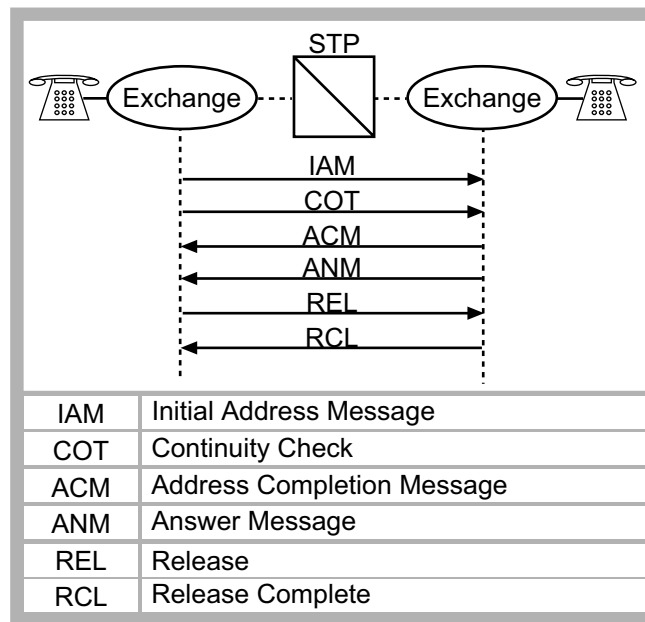 STP
Exchange
Exchange
IAM
COT
ACM
ANM
REL
RCL
IAM Initial Address Message
COT Continuity Check
ACM Address Completion Message
ANM Answer Message
REL Release
RCL Release Complete